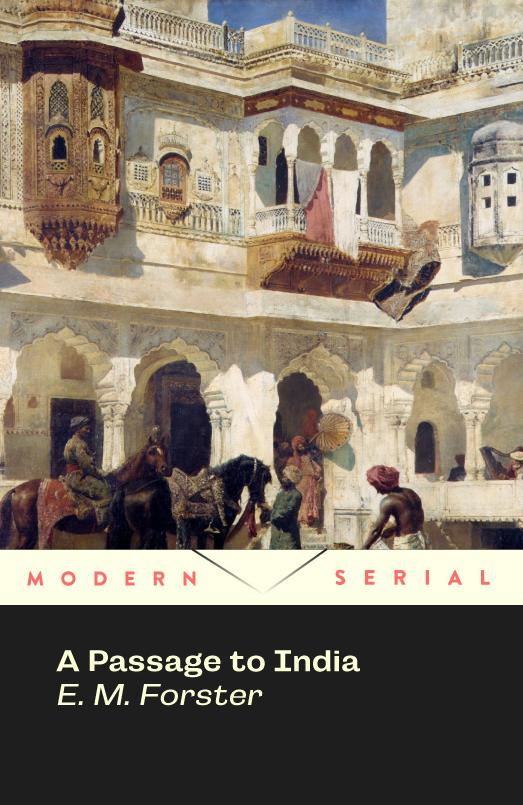 MODERN SERIAL
A Passage to India
E. M. Forster